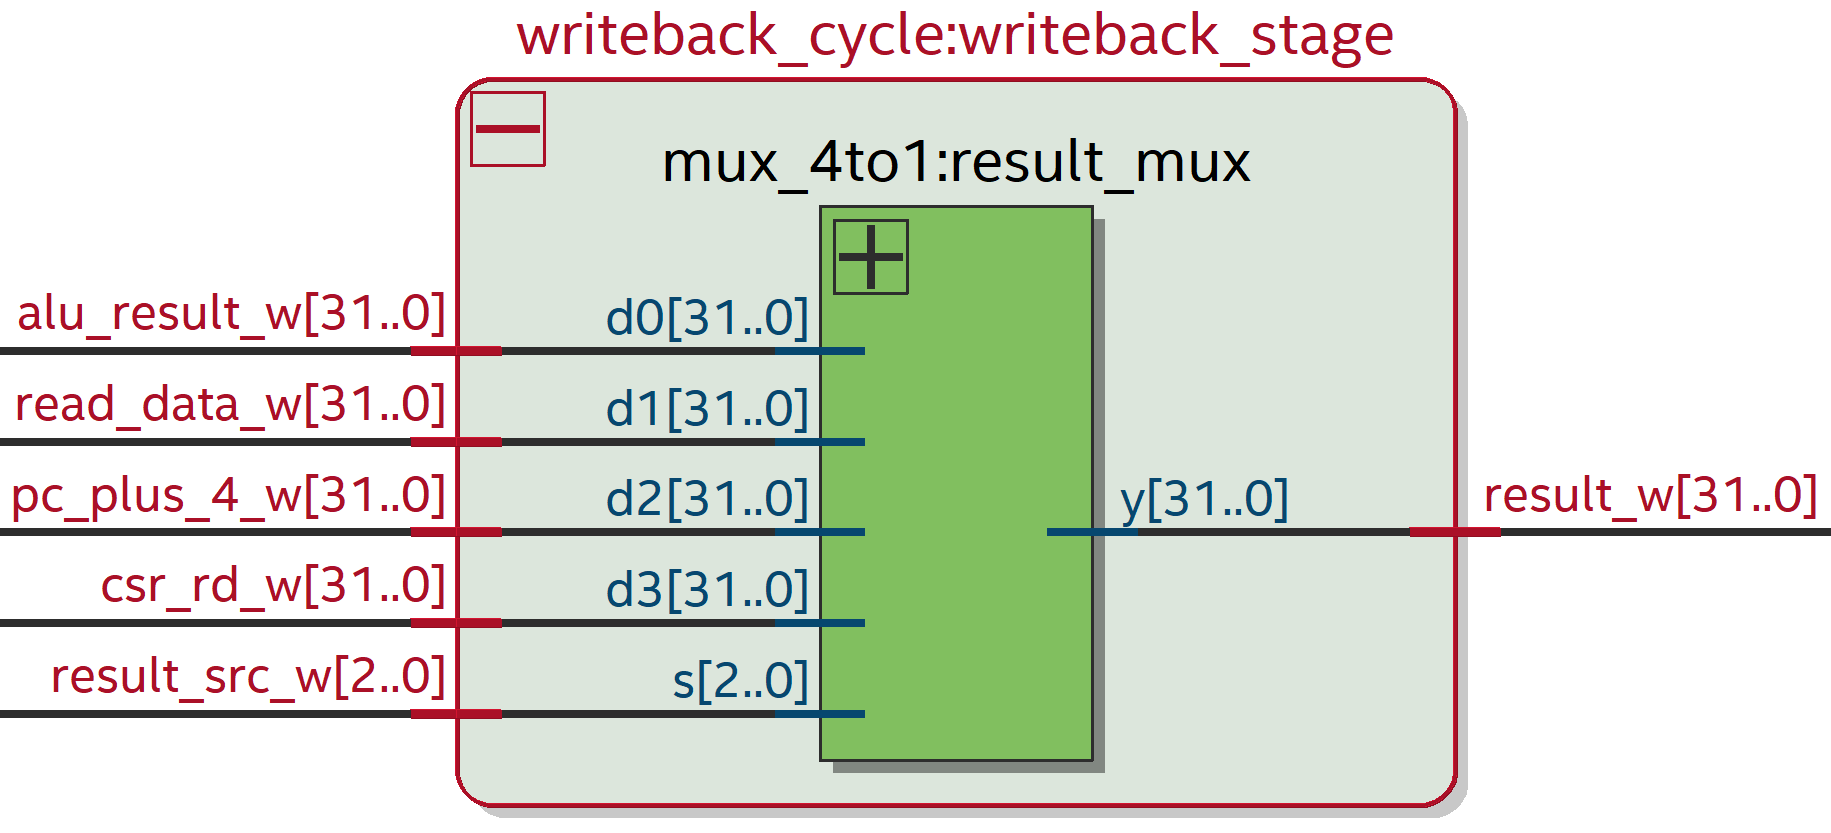 writeback_cycle:writeback_stage
mux_4to1:result_mux
alu_result_w[31..0]
d0[31..0]
read_data_w[31..0]
d1[31..0]
pc_plus_4_w[31..0]
d2[31..0]
y[31..0]
result_w[31..0]
csr_rd_w[31..0]
d3[31..0]
result_src_w[2..0]
s[2..0]